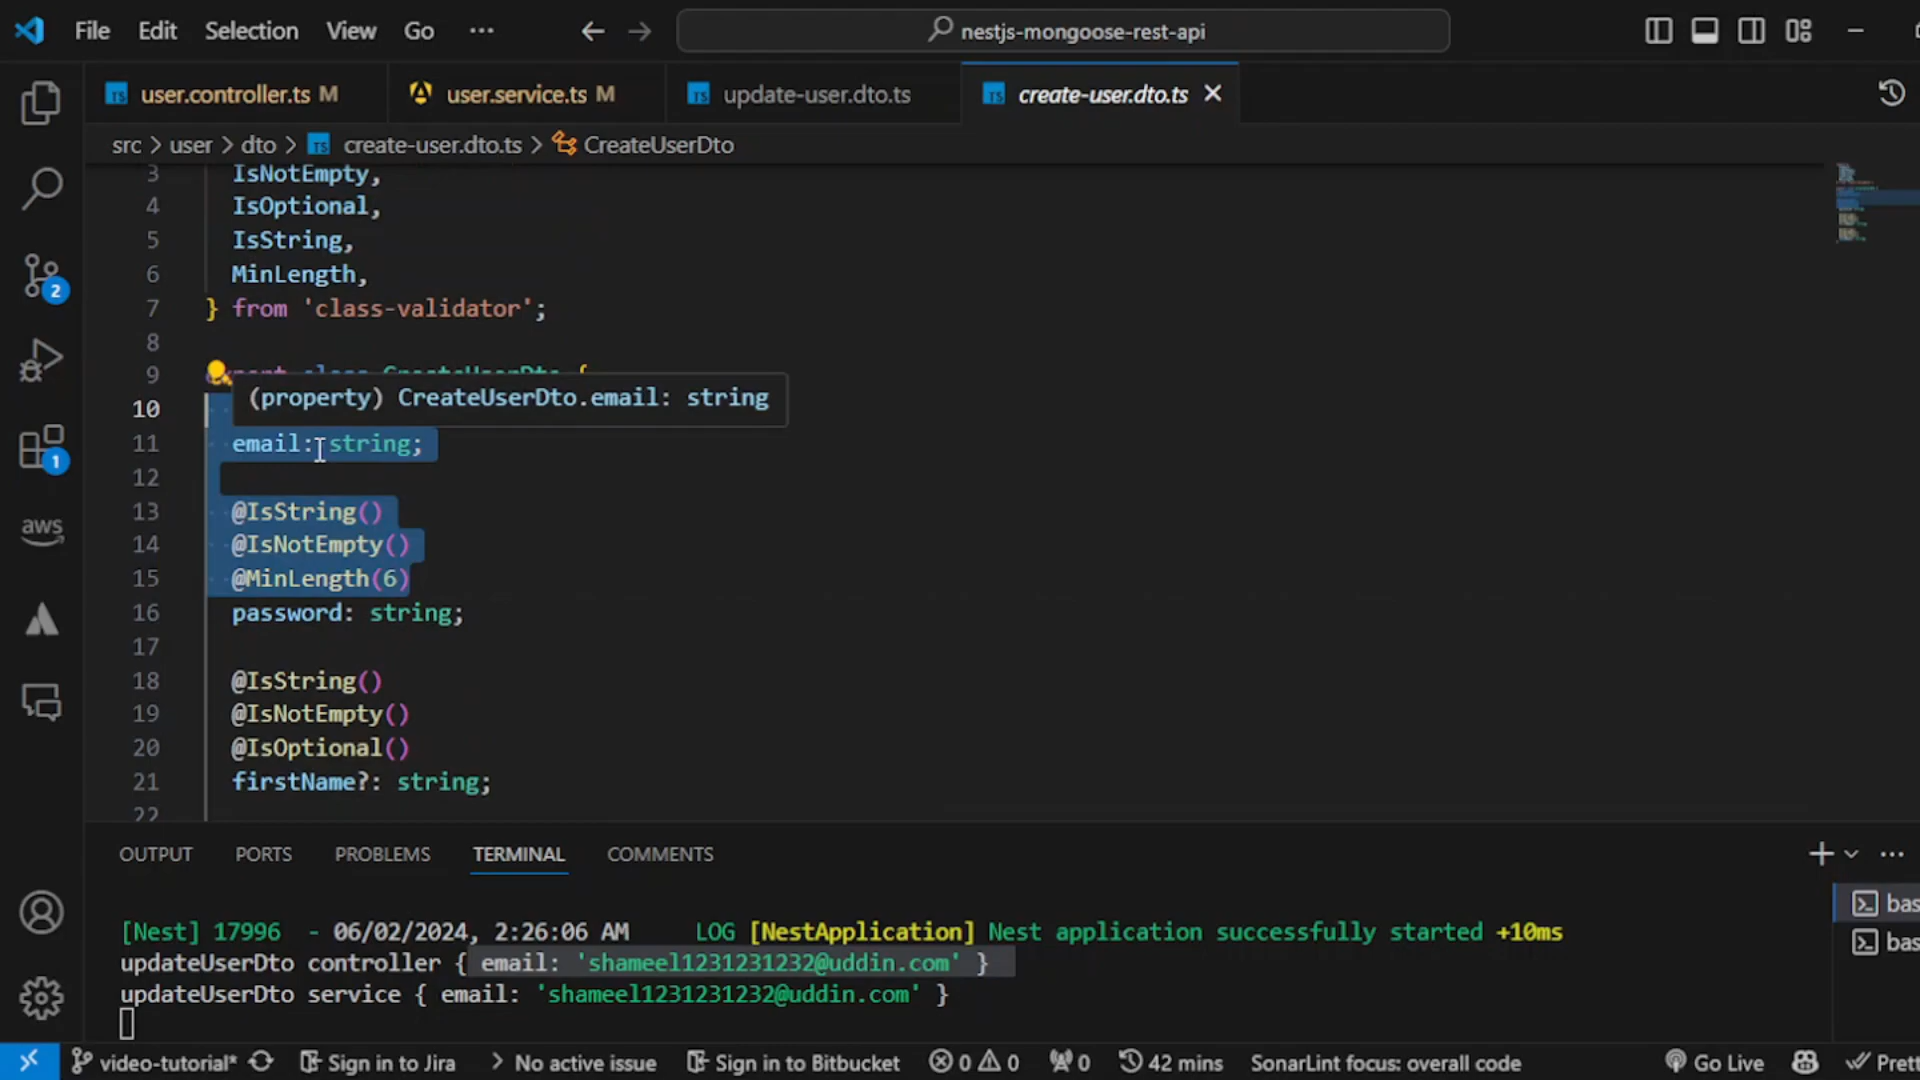 File Edit Selection View Go ··· nestjs-mongoose-rest-api
user.controller.ts M user.service.ts M update-user.dto.ts create-user.dto.ts
src > user > dto > TS create-user.dto.ts > CreateUserDto
3 IsNotEmpty,
4 IsOptional,
5 IsString,
6 MinLength,
7 } from 'class-validator';
8
9 export class CreateUserDto {
(property) CreateUserDto.email: string
10
11 email: string;
12
13 @IsString()
14 @IsNotEmpty()
15 @MinLength(6)
16 password: string;
17
18 @IsString()
19 @IsNotEmpty()
20 @IsOptional()
21 firstName?: string;
22
2
1
aws
OUTPUT PORTS PROBLEMS TERMINAL COMMENTS
[Nest] 17996 - 06/02/2024, 2:26:06 AM LOG [NestApplication] Nest application successfully started +10ms
updateUserDto controller { email: 'shameel1231231232@uddin.com' }
updateUserDto service { email: 'shameel1231231232@uddin.com' }
bas
bas
video-tutorial* Sign in to Jira > No active issue Sign in to Bitbucket 0 0 0 42 mins SonarLint focus: overall code Go Live Prett